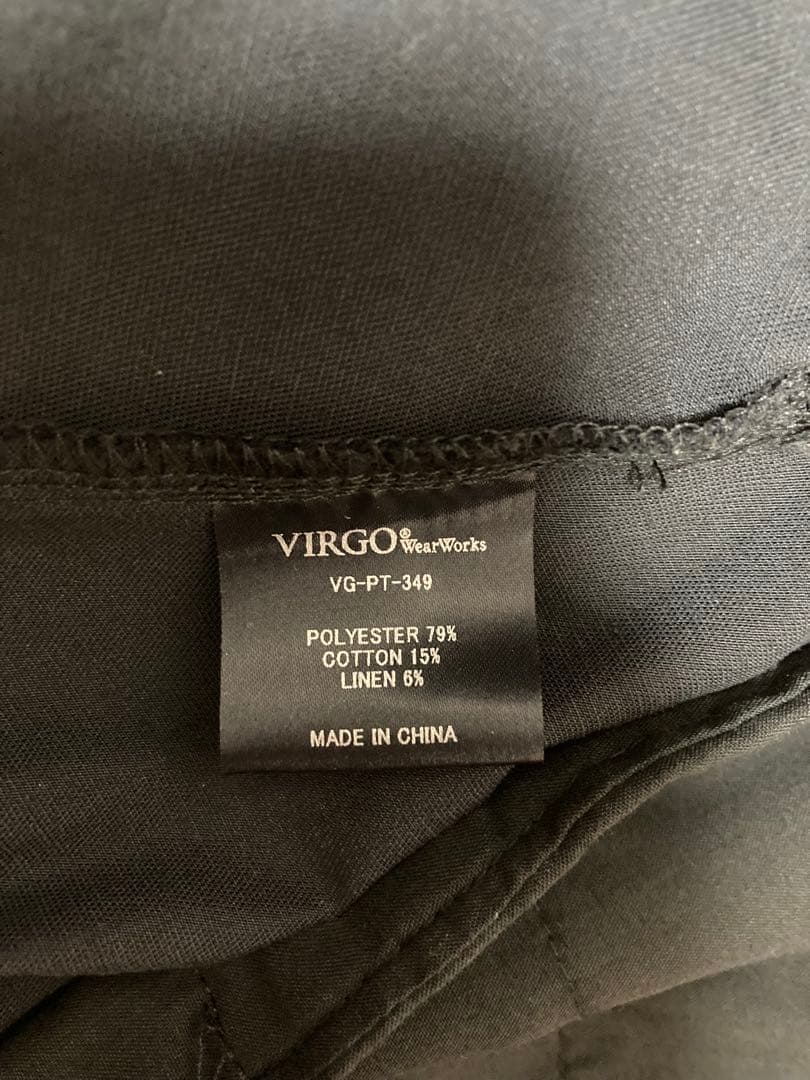 VIRGO® WearWorks
VG-PT-349
POLYESTER 79%
COTTON 15%
LINEN 6%
MADE IN CHINA